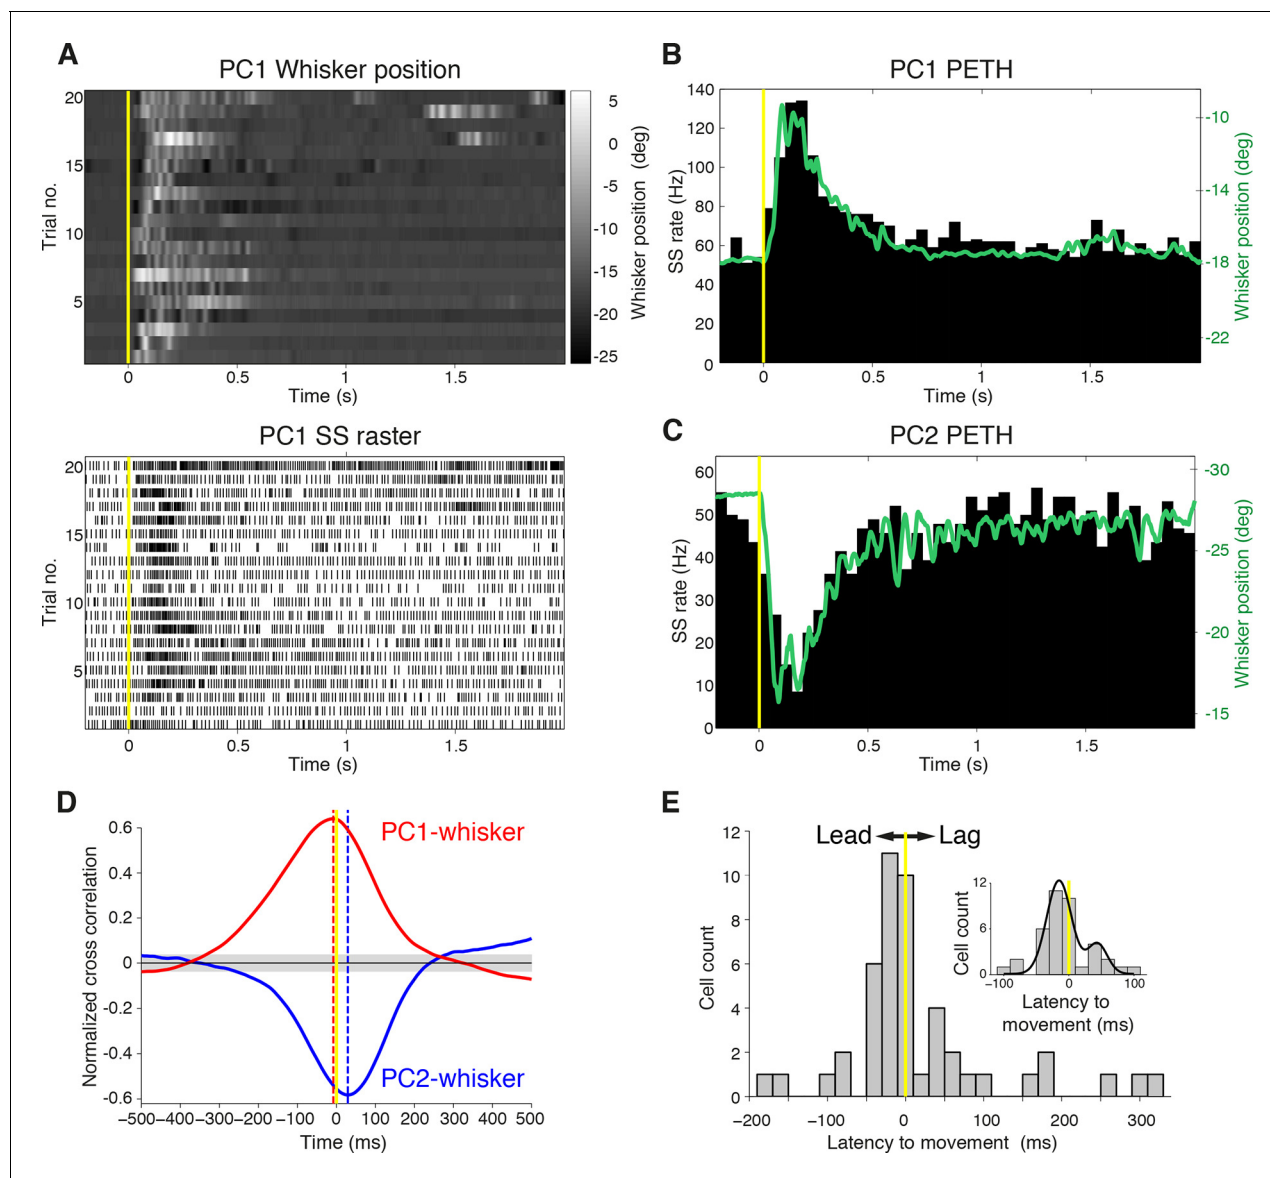 A
PC1 Whisker position
20
15
10
5
Trial no.
0 0.5 1 1.5
Time (s)
5
0
-5
-10
-15
-20
-25
Whisker position (deg)
PC1 SS raster
20
15
10
5
Trial no.
0 0.5 1 1.5
Time (s)
B
PC1 PETH
140
120
100
80
60
40
20
0
SS rate (Hz)
-10
-14
-18
-22
Whisker position (deg)
0 0.5 1 1.5
Time (s)
C
PC2 PETH
60
50
40
30
20
10
0
SS rate (Hz)
-30
-25
-20
-15
Whisker position (deg)
0 0.5 1 1.5
Time (s)
D
0.6
0.4
0.2
0
-0.2
-0.4
-0.6
Normalized cross correlation
PC1-whisker
PC2-whisker
−500 −400 −300 −200 −100 0 100 200 300 400 500
Time (ms)
E
Lead Lag
12
10
8
6
4
2
0
Cell count
−200 −100 0 100 200 300
Latency to movement (ms)
12
6
0
Cell count
−100 0 100
Latency to
movement (ms)